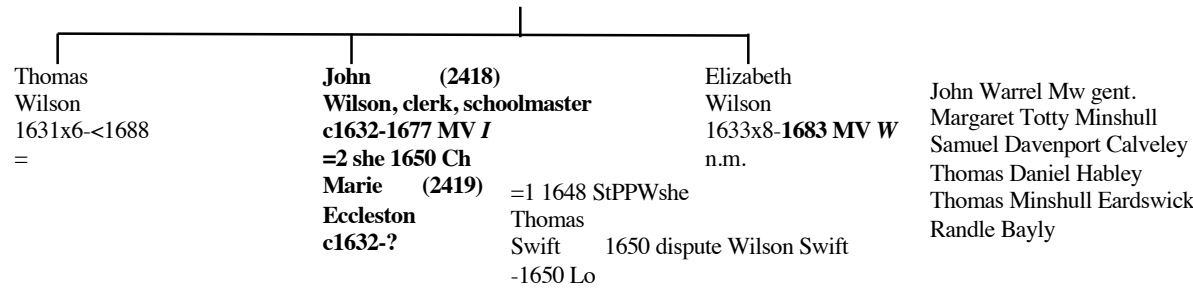 Thomas
Wilson
1631x6-<1688
=
John (2418)
Wilson, clerk, schoolmaster
c1632-1677 MV I
=2 she 1650 Ch
Marie (2419)
Eccleston
c1632-?
=1 1648 StPPWshe
Thomas
Swift 1650 dispute Wilson Swift
-1650 Lo
Elizabeth
Wilson
1633x8-1683 MV W
n.m.
John Warrel Mw gent.
Margaret Totty Minshull
Samuel Davenport Calveley
Thomas Daniel Habley
Thomas Minshull Eardswick
Randle Bayly